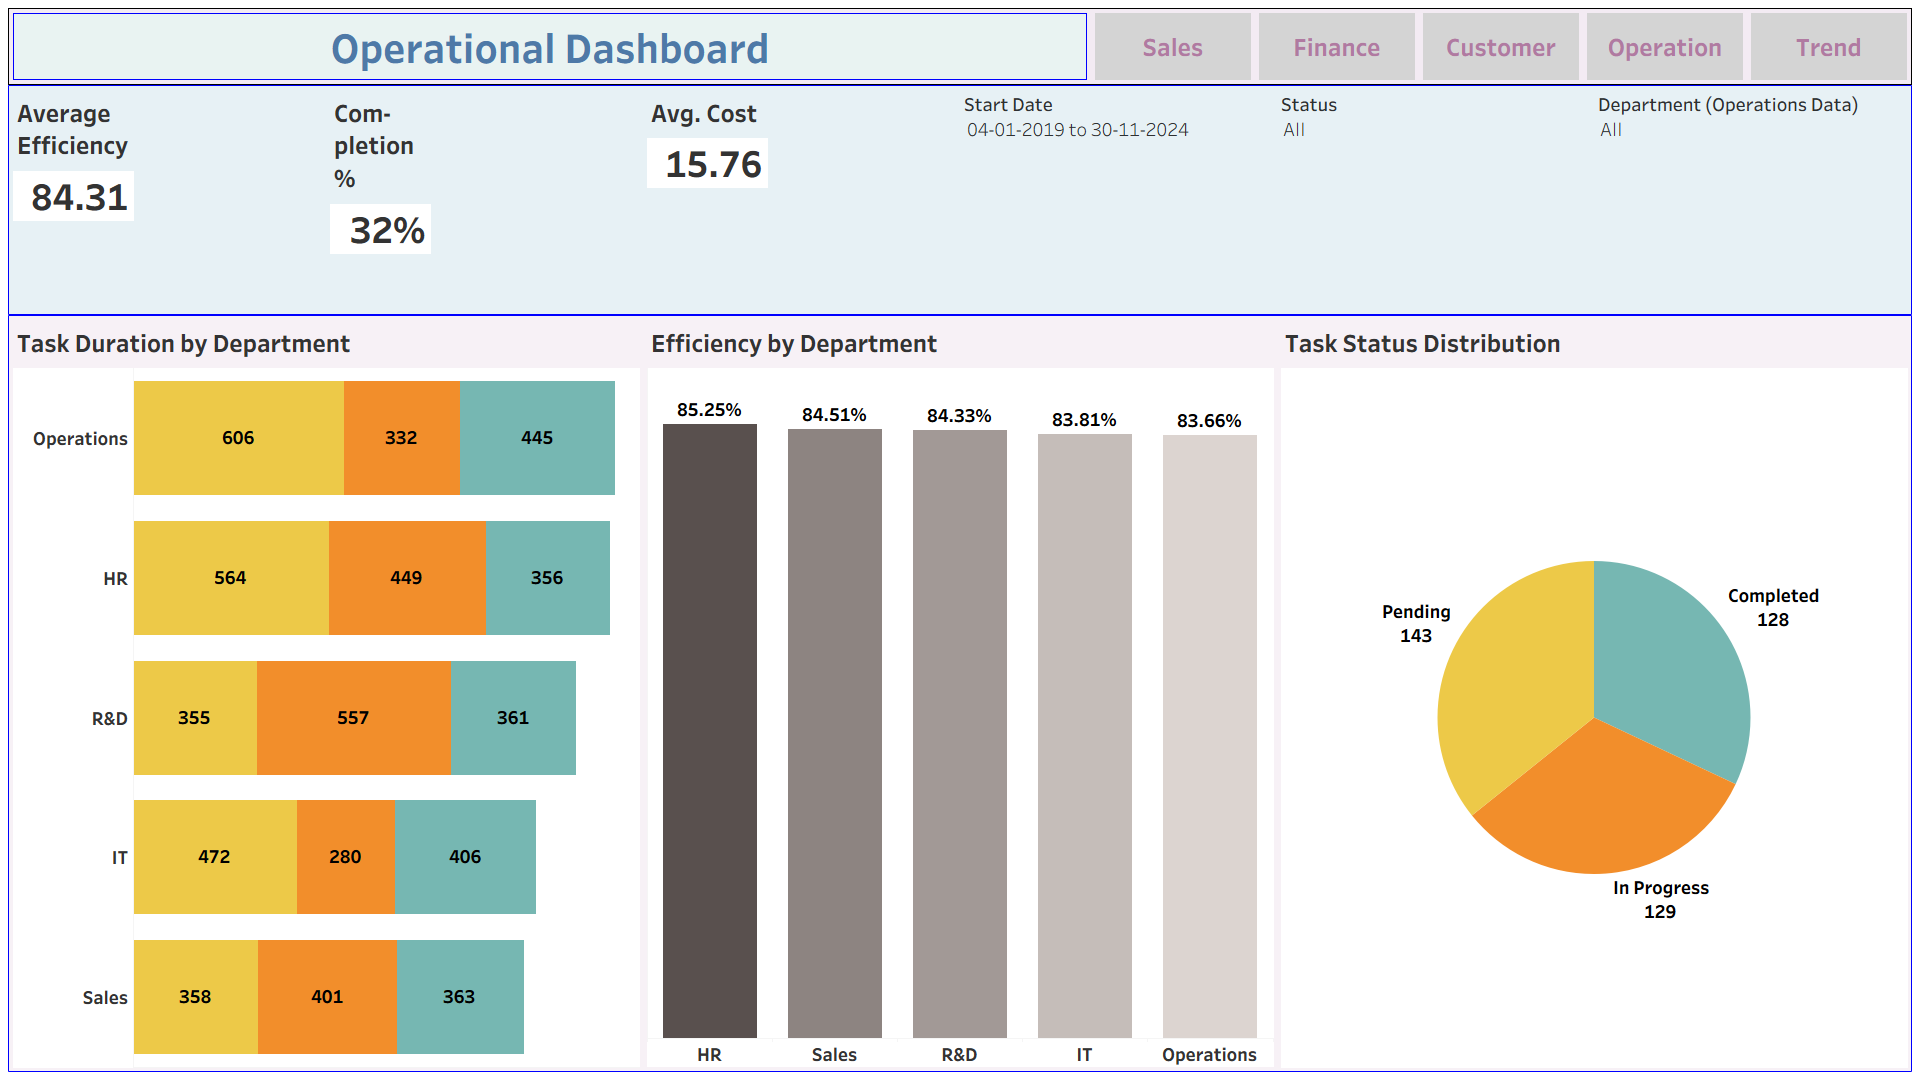 Operational Dashboard
Sales
Finance
Customer
Operation
Trend
Average
Efficiency
84.31
Com-
pletion
%
32%
Avg. Cost
15.76
Start Date
04-01-2019 to 30-11-2024
Status
All
Department (Operations Data)
All
Task Duration by Department
Operations
606
332
445
HR
564
449
356
R&D
355
557
361
IT
472
280
406
Sales
358
401
363
Efficiency by Department
85.25%
84.51%
84.33%
83.81%
83.66%
HR
Sales
R&D
IT
Operations
Task Status Distribution
Pending
143
Completed
128
In Progress
129